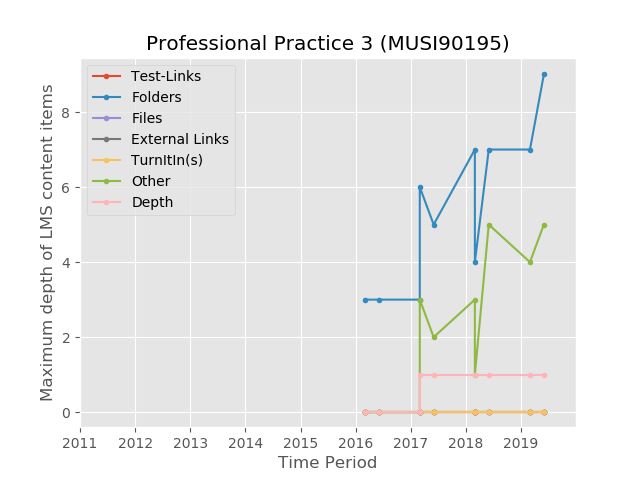 Professional Practice 3 (MUSI90195)
Test-Links
Folders
Files
External Links
TurnItIn(s)
Other
Depth
Maximum depth of LMS content items
8
6
4
2
0
2011 2012 2013 2014 2015 2016 2017 2018 2019
Time Period